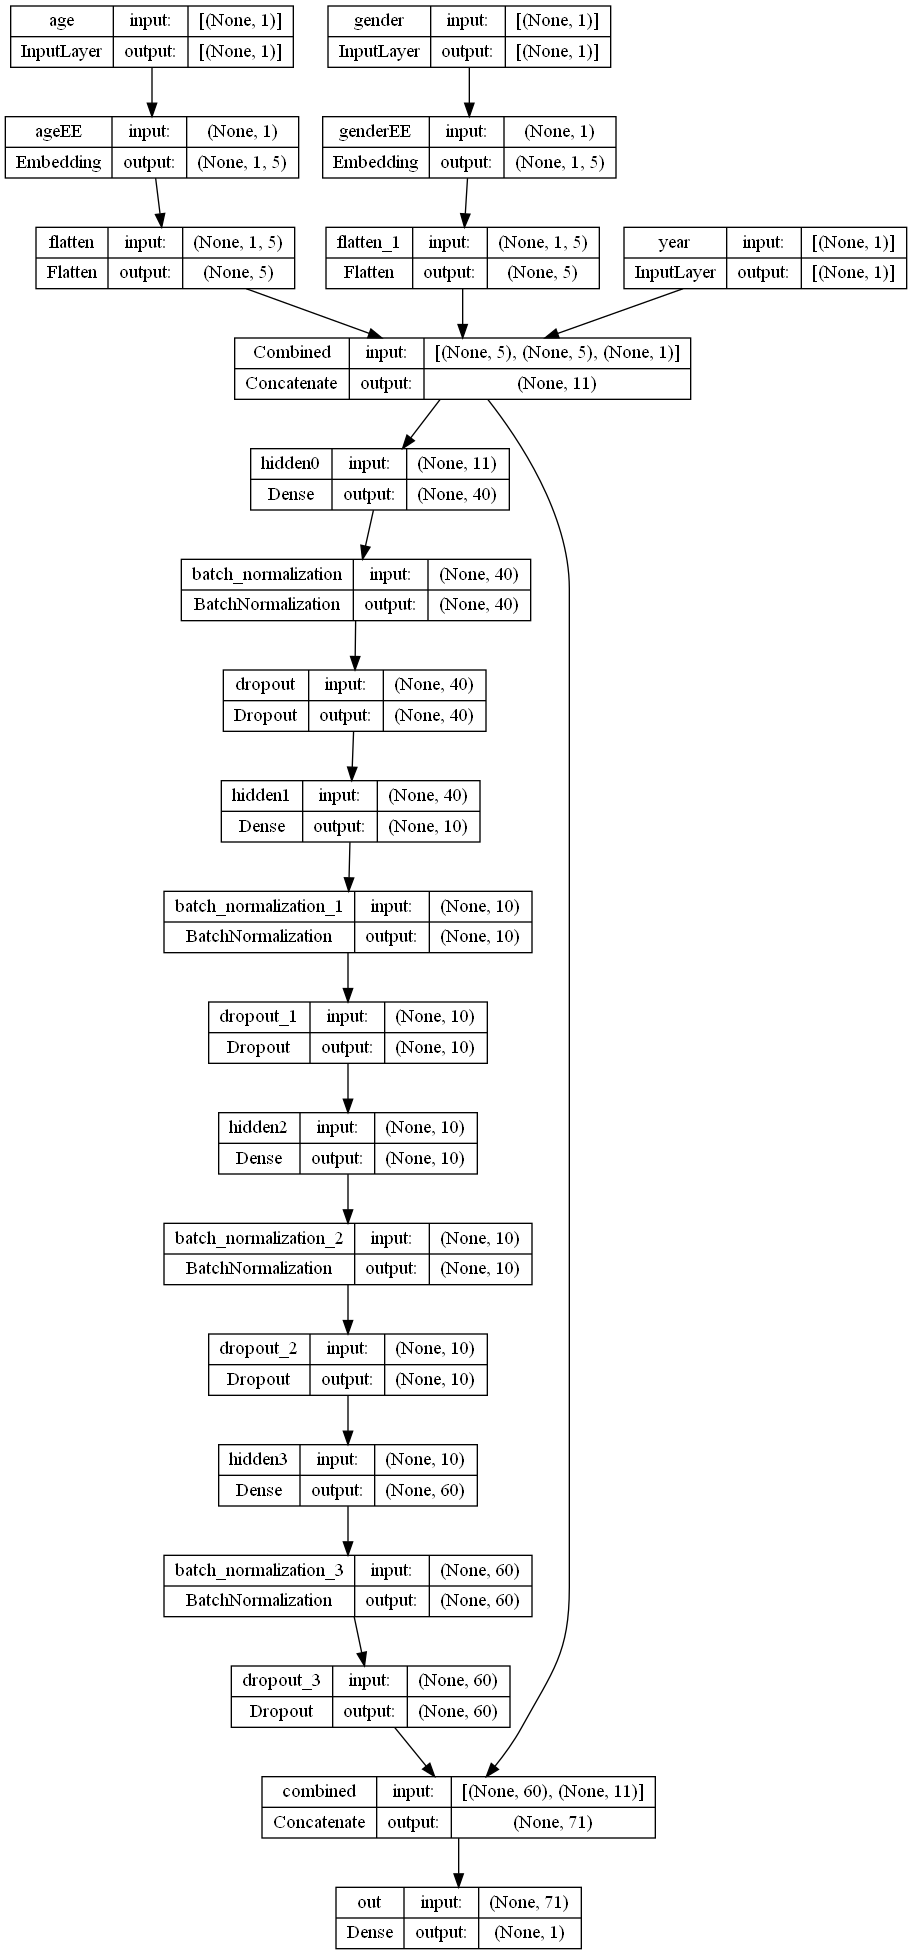 age input: [(None, 1)]
InputLayer output: [(None, 1)]
gender input: [(None, 1)]
InputLayer output: [(None, 1)]
ageEE input: (None, 1)
Embedding output: (None, 1, 5)
genderEE input: (None, 1)
Embedding output: (None, 1, 5)
flatten input: (None, 1, 5)
Flatten output: (None, 5)
flatten_1 input: (None, 1, 5)
Flatten output: (None, 5)
year input: [(None, 1)]
InputLayer output: [(None, 1)]
Combined input: [(None, 5), (None, 5), (None, 1)]
Concatenate output: (None, 11)
hidden0 input: (None, 11)
Dense output: (None, 40)
batch_normalization input: (None, 40)
BatchNormalization output: (None, 40)
dropout input: (None, 40)
Dropout output: (None, 40)
hidden1 input: (None, 40)
Dense output: (None, 10)
batch_normalization_1 input: (None, 10)
BatchNormalization output: (None, 10)
dropout_1 input: (None, 10)
Dropout output: (None, 10)
hidden2 input: (None, 10)
Dense output: (None, 10)
batch_normalization_2 input: (None, 10)
BatchNormalization output: (None, 10)
dropout_2 input: (None, 10)
Dropout output: (None, 10)
hidden3 input: (None, 10)
Dense output: (None, 60)
batch_normalization_3 input: (None, 60)
BatchNormalization output: (None, 60)
dropout_3 input: (None, 60)
Dropout output: (None, 60)
combined input: [(None, 60), (None, 11)]
Concatenate output: (None, 71)
out input: (None, 71)
Dense output: (None, 1)